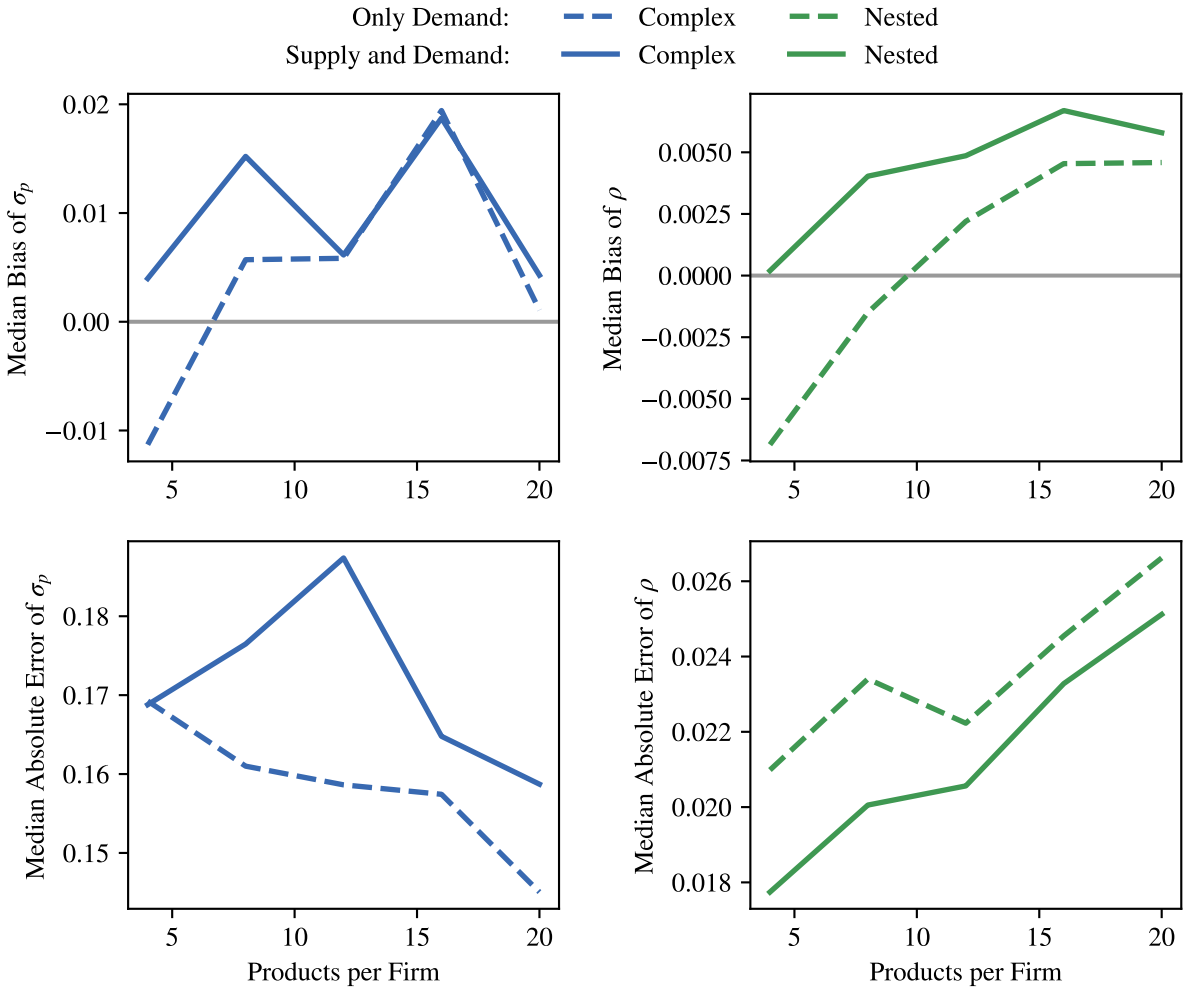 Only Demand: Complex Nested
Supply and Demand: Complex Nested
Median Bias of σₚ
0.02
0.01
0.00
−0.01
5 10 15 20
Median Bias of ρ
0.0050
0.0025
0.0000
−0.0025
−0.0050
−0.0075
5 10 15 20
Median Absolute Error of σₚ
0.18
0.17
0.16
0.15
5 10 15 20
Products per Firm
Median Absolute Error of ρ
0.026
0.024
0.022
0.020
0.018
5 10 15 20
Products per Firm